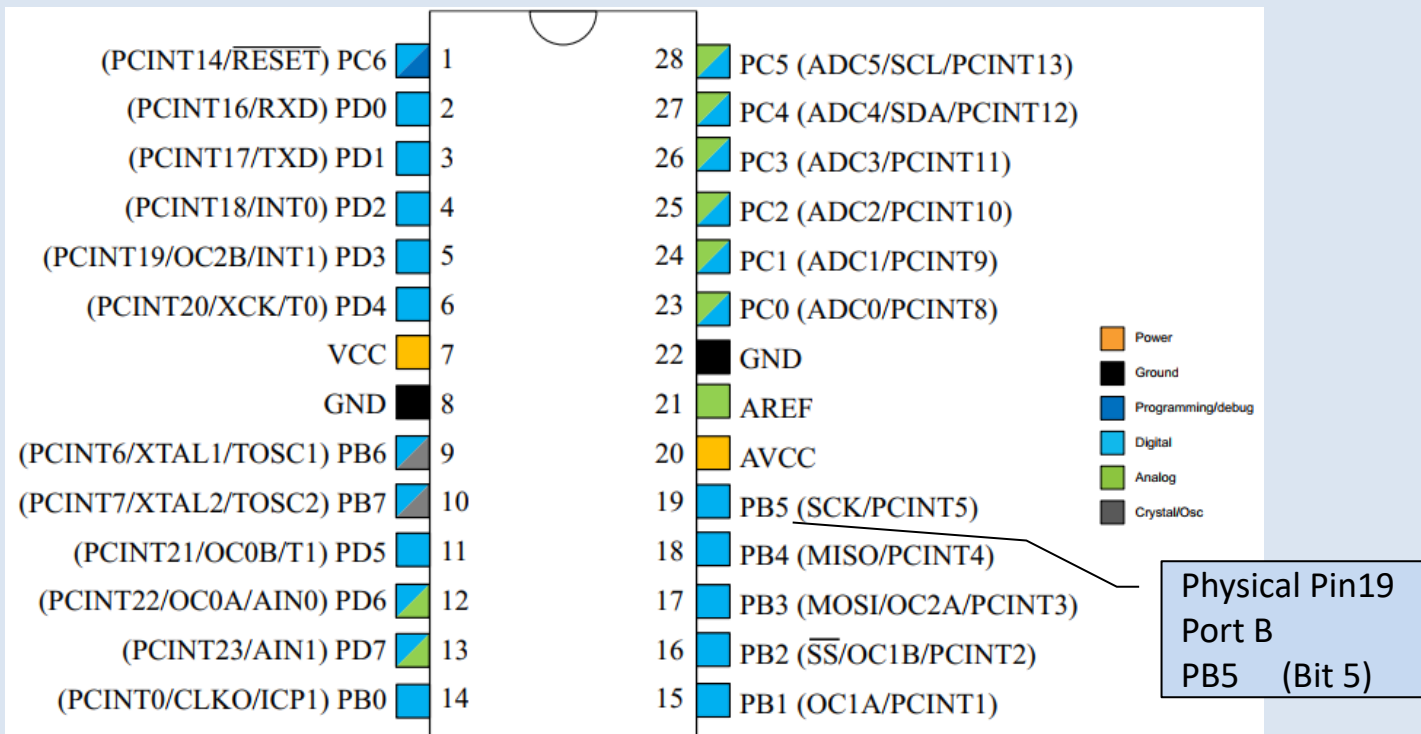 (PCINT14/RESET) PC6 1
(PCINT16/RXD) PD0 2
(PCINT17/TXD) PD1 3
(PCINT18/INT0) PD2 4
(PCINT19/OC2B/INT1) PD3 5
(PCINT20/XCK/T0) PD4 6
VCC 7
GND 8
(PCINT6/XTAL1/TOSC1) PB6 9
(PCINT7/XTAL2/TOSC2) PB7 10
(PCINT21/OC0B/T1) PD5 11
(PCINT22/OC0A/AIN0) PD6 12
(PCINT23/AIN1) PD7 13
(PCINT0/CLKO/ICP1) PB0 14
28 PC5 (ADC5/SCL/PCINT13)
27 PC4 (ADC4/SDA/PCINT12)
26 PC3 (ADC3/PCINT11)
25 PC2 (ADC2/PCINT10)
24 PC1 (ADC1/PCINT9)
23 PC0 (ADC0/PCINT8)
22 GND
21 AREF
20 AVCC
19 PB5 (SCK/PCINT5)
18 PB4 (MISO/PCINT4)
17 PB3 (MOSI/OC2A/PCINT3)
16 PB2 (SS/OC1B/PCINT2)
15 PB1 (OC1A/PCINT1)
Power
Ground
Programming/debug
Digital
Analog
Crystal/Osc
Physical Pin19
Port B
PB5 (Bit 5)